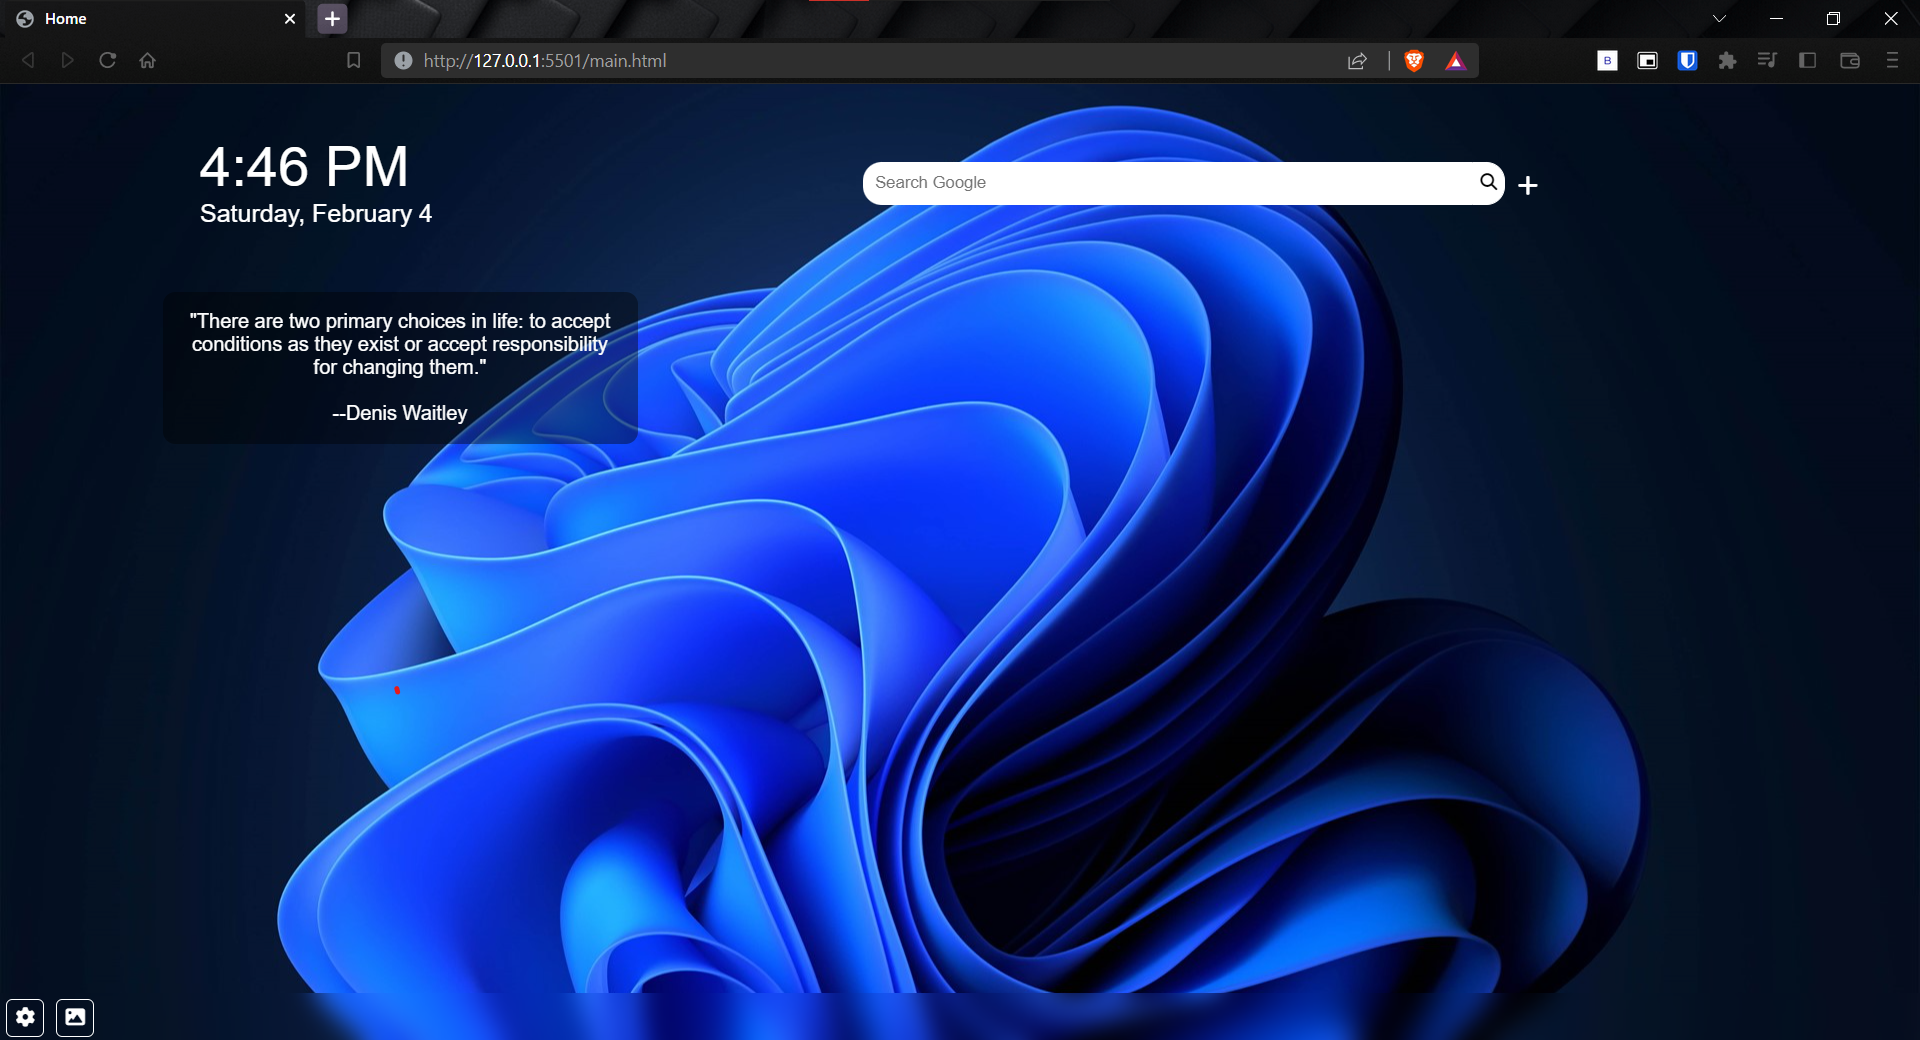 Home
http://127.0.0.1:5501/main.html
B
4:46 PM
Saturday, February 4
Search Google
"There are two primary choices in life: to accept
conditions as they exist or accept responsibility
for changing them."
--Denis Waitley